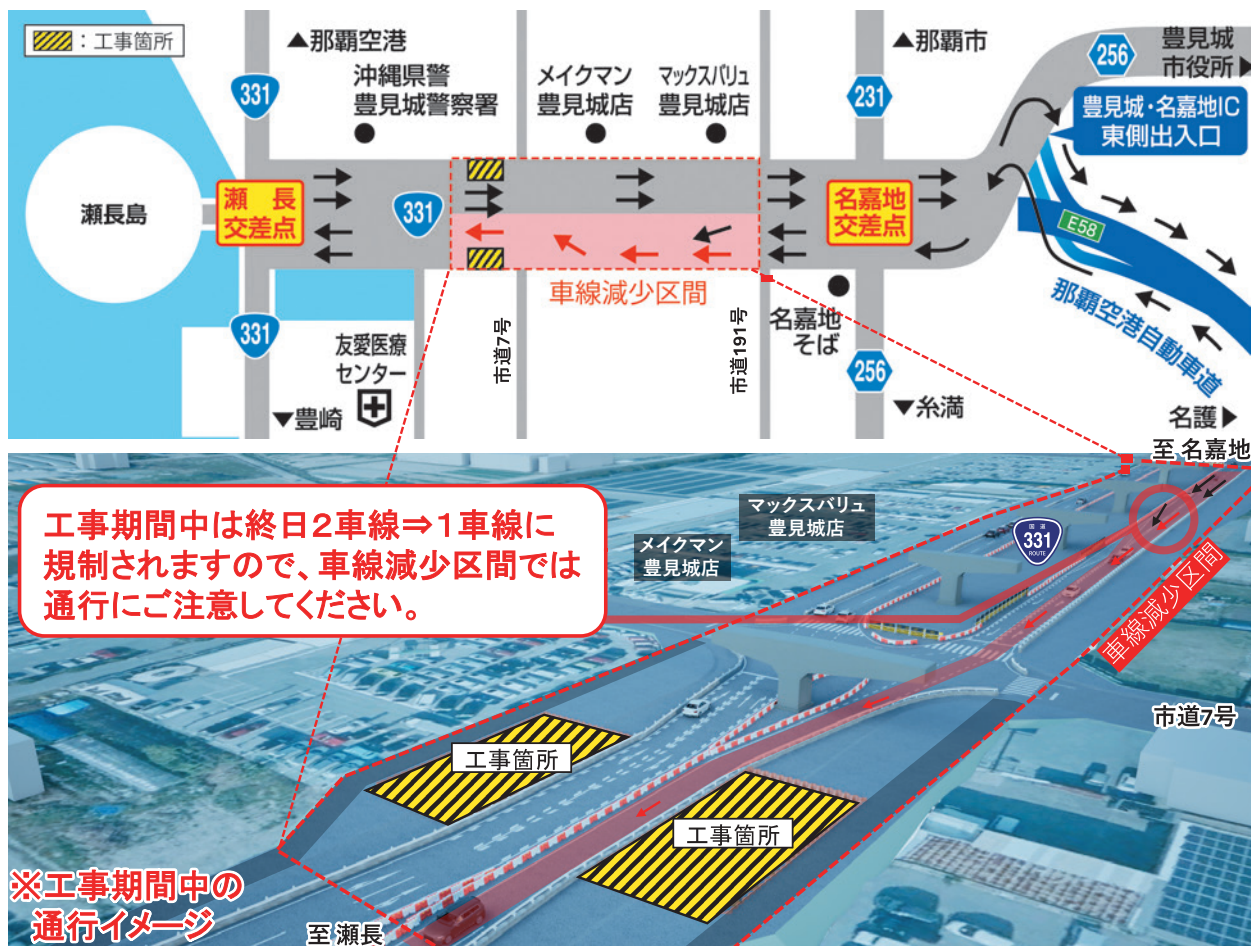 ：工事箇所
▲那覇空港
331
沖縄県警
豊見城警察署
メイクマン
豊見城店
マックスバリュ
豊見城店
▲那覇市
231
256
豊見城
市役所▶
豊見城・名嘉地IC
東側出入口
瀬長島
瀬長
交差点
331
名嘉地
交差点
E58
那覇空港自動車道
車線減少区間
331
友愛医療
センター
市道7号
市道191号
名嘉地
そば
256
▼豊崎
▼糸満
名護▶
至 名嘉地
工事期間中は終日2車線⇒1車線に
規制されますので、車線減少区間では
通行にご注意してください。
マックスバリュ
豊見城店
メイクマン
豊見城店
国道
331
ROUTE
車線減少区間
市道7号
工事箇所
工事箇所
※工事期間中の
通行イメージ
至 瀬長